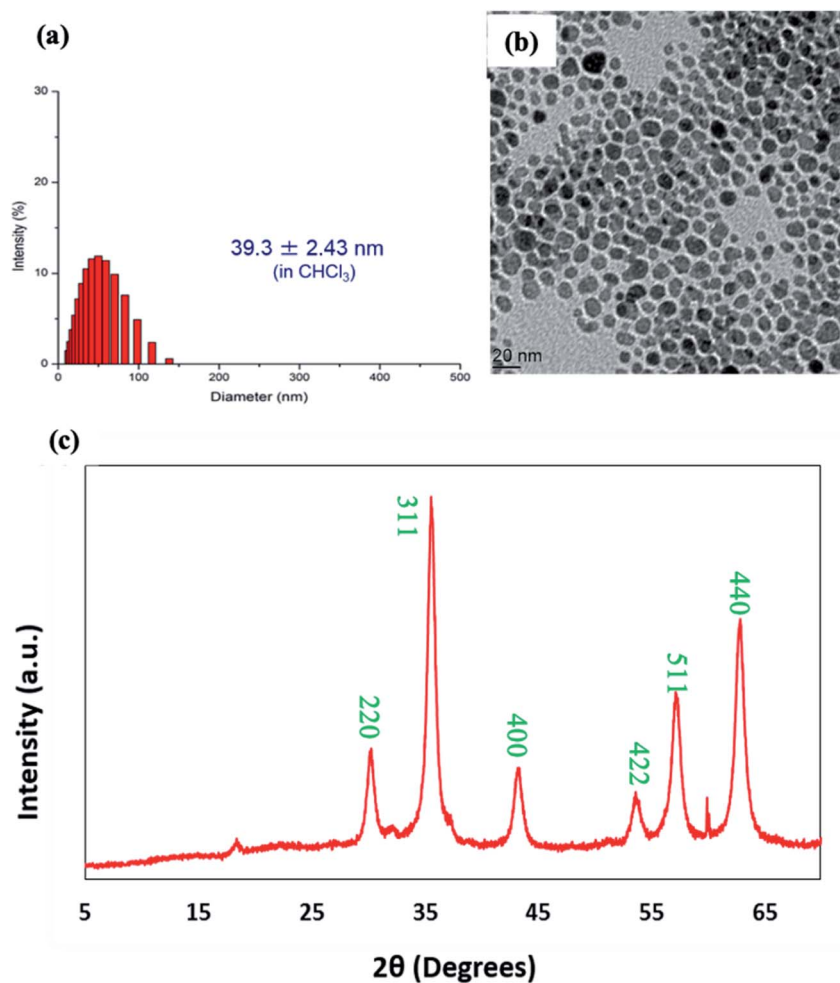 (a)
30
20
10
0
Intensity (%)
39.3 ± 2.43 nm
(in CHCl₃)
0
100
200
300
400
500
Diameter (nm)
(b)
20 nm
(c)
Intensity (a.u.)
220
311
400
422
511
440
5
15
25
35
45
55
65
2θ (Degrees)